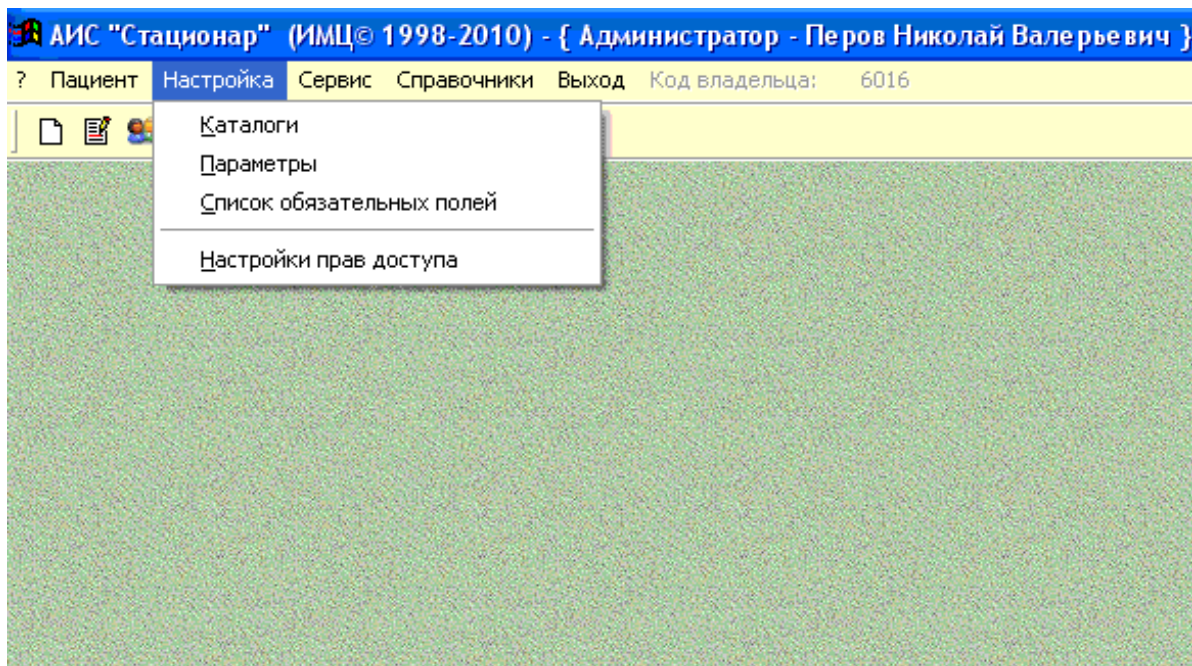 АИС "Стационар" (ИМЦ© 1998-2010) - { Администратор - Перов Николай Валерьевич }
? Пациент Настройка Сервис Справочники Выход Код владельца: 6016
Каталоги
Параметры
Список обязательных полей
Настройки прав доступа